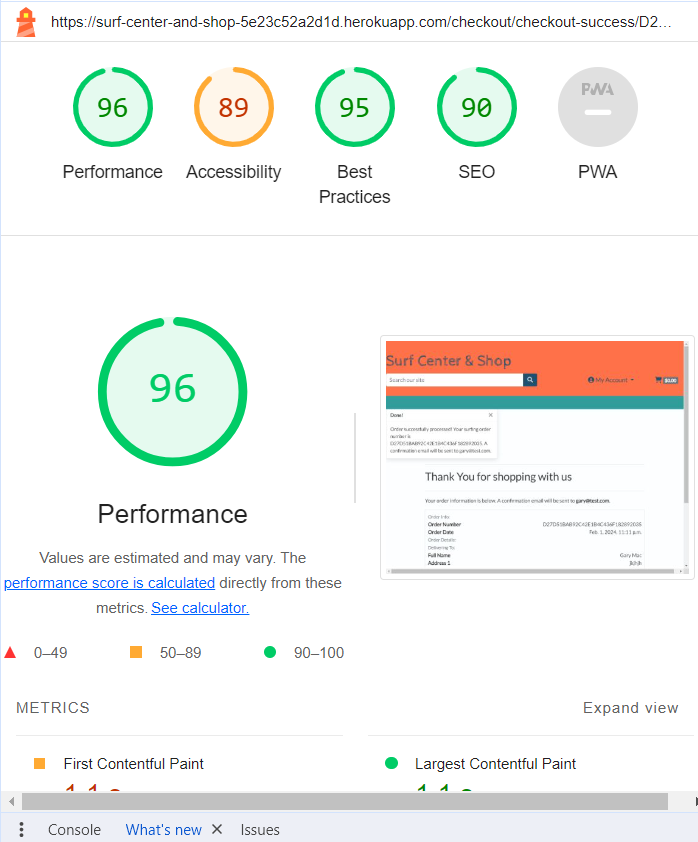 https://surf-center-and-shop-5e23c52a2d1d.herokuapp.com/checkout/checkout-success/D2…
96
89
95
90
PWA
Performance
Accessibility
Best
Practices
SEO
PWA
96
Performance
Values are estimated and may vary. The
performance score is calculated directly from these
metrics. See calculator.
0–49
50–89
90–100
Surf Center & Shop
Search our site
My Account
$0.00
Done!
Order successfully processed! Your surfing order
number is
confirmation email will be sent to gary@test.com.
Thank You for shopping with us
Your order information is below. A confirmation email will be sent to gary@test.com.
Order Info:
Order Number
Order Date
Feb. 1, 2024, 11:11 p.m.
Order Details:
Delivering To:
Full Name
Gary Mac
Address 1
METRICS
Expand view
First Contentful Paint
Largest Contentful Paint
Console
What's new
Issues